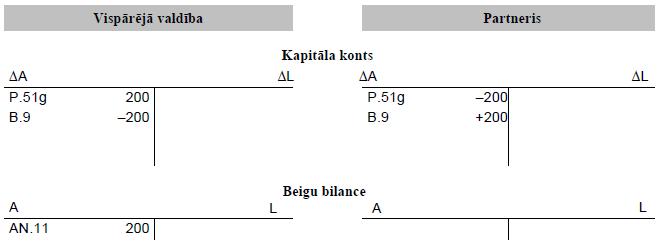 Vispārējā valdība Partneris
Kapitāla konts
ΔA ΔL ΔA ΔL
P.51g 200 P.51g –200
B.9 –200 B.9 +200
Beigu bilance
A L A L
AN.11 200